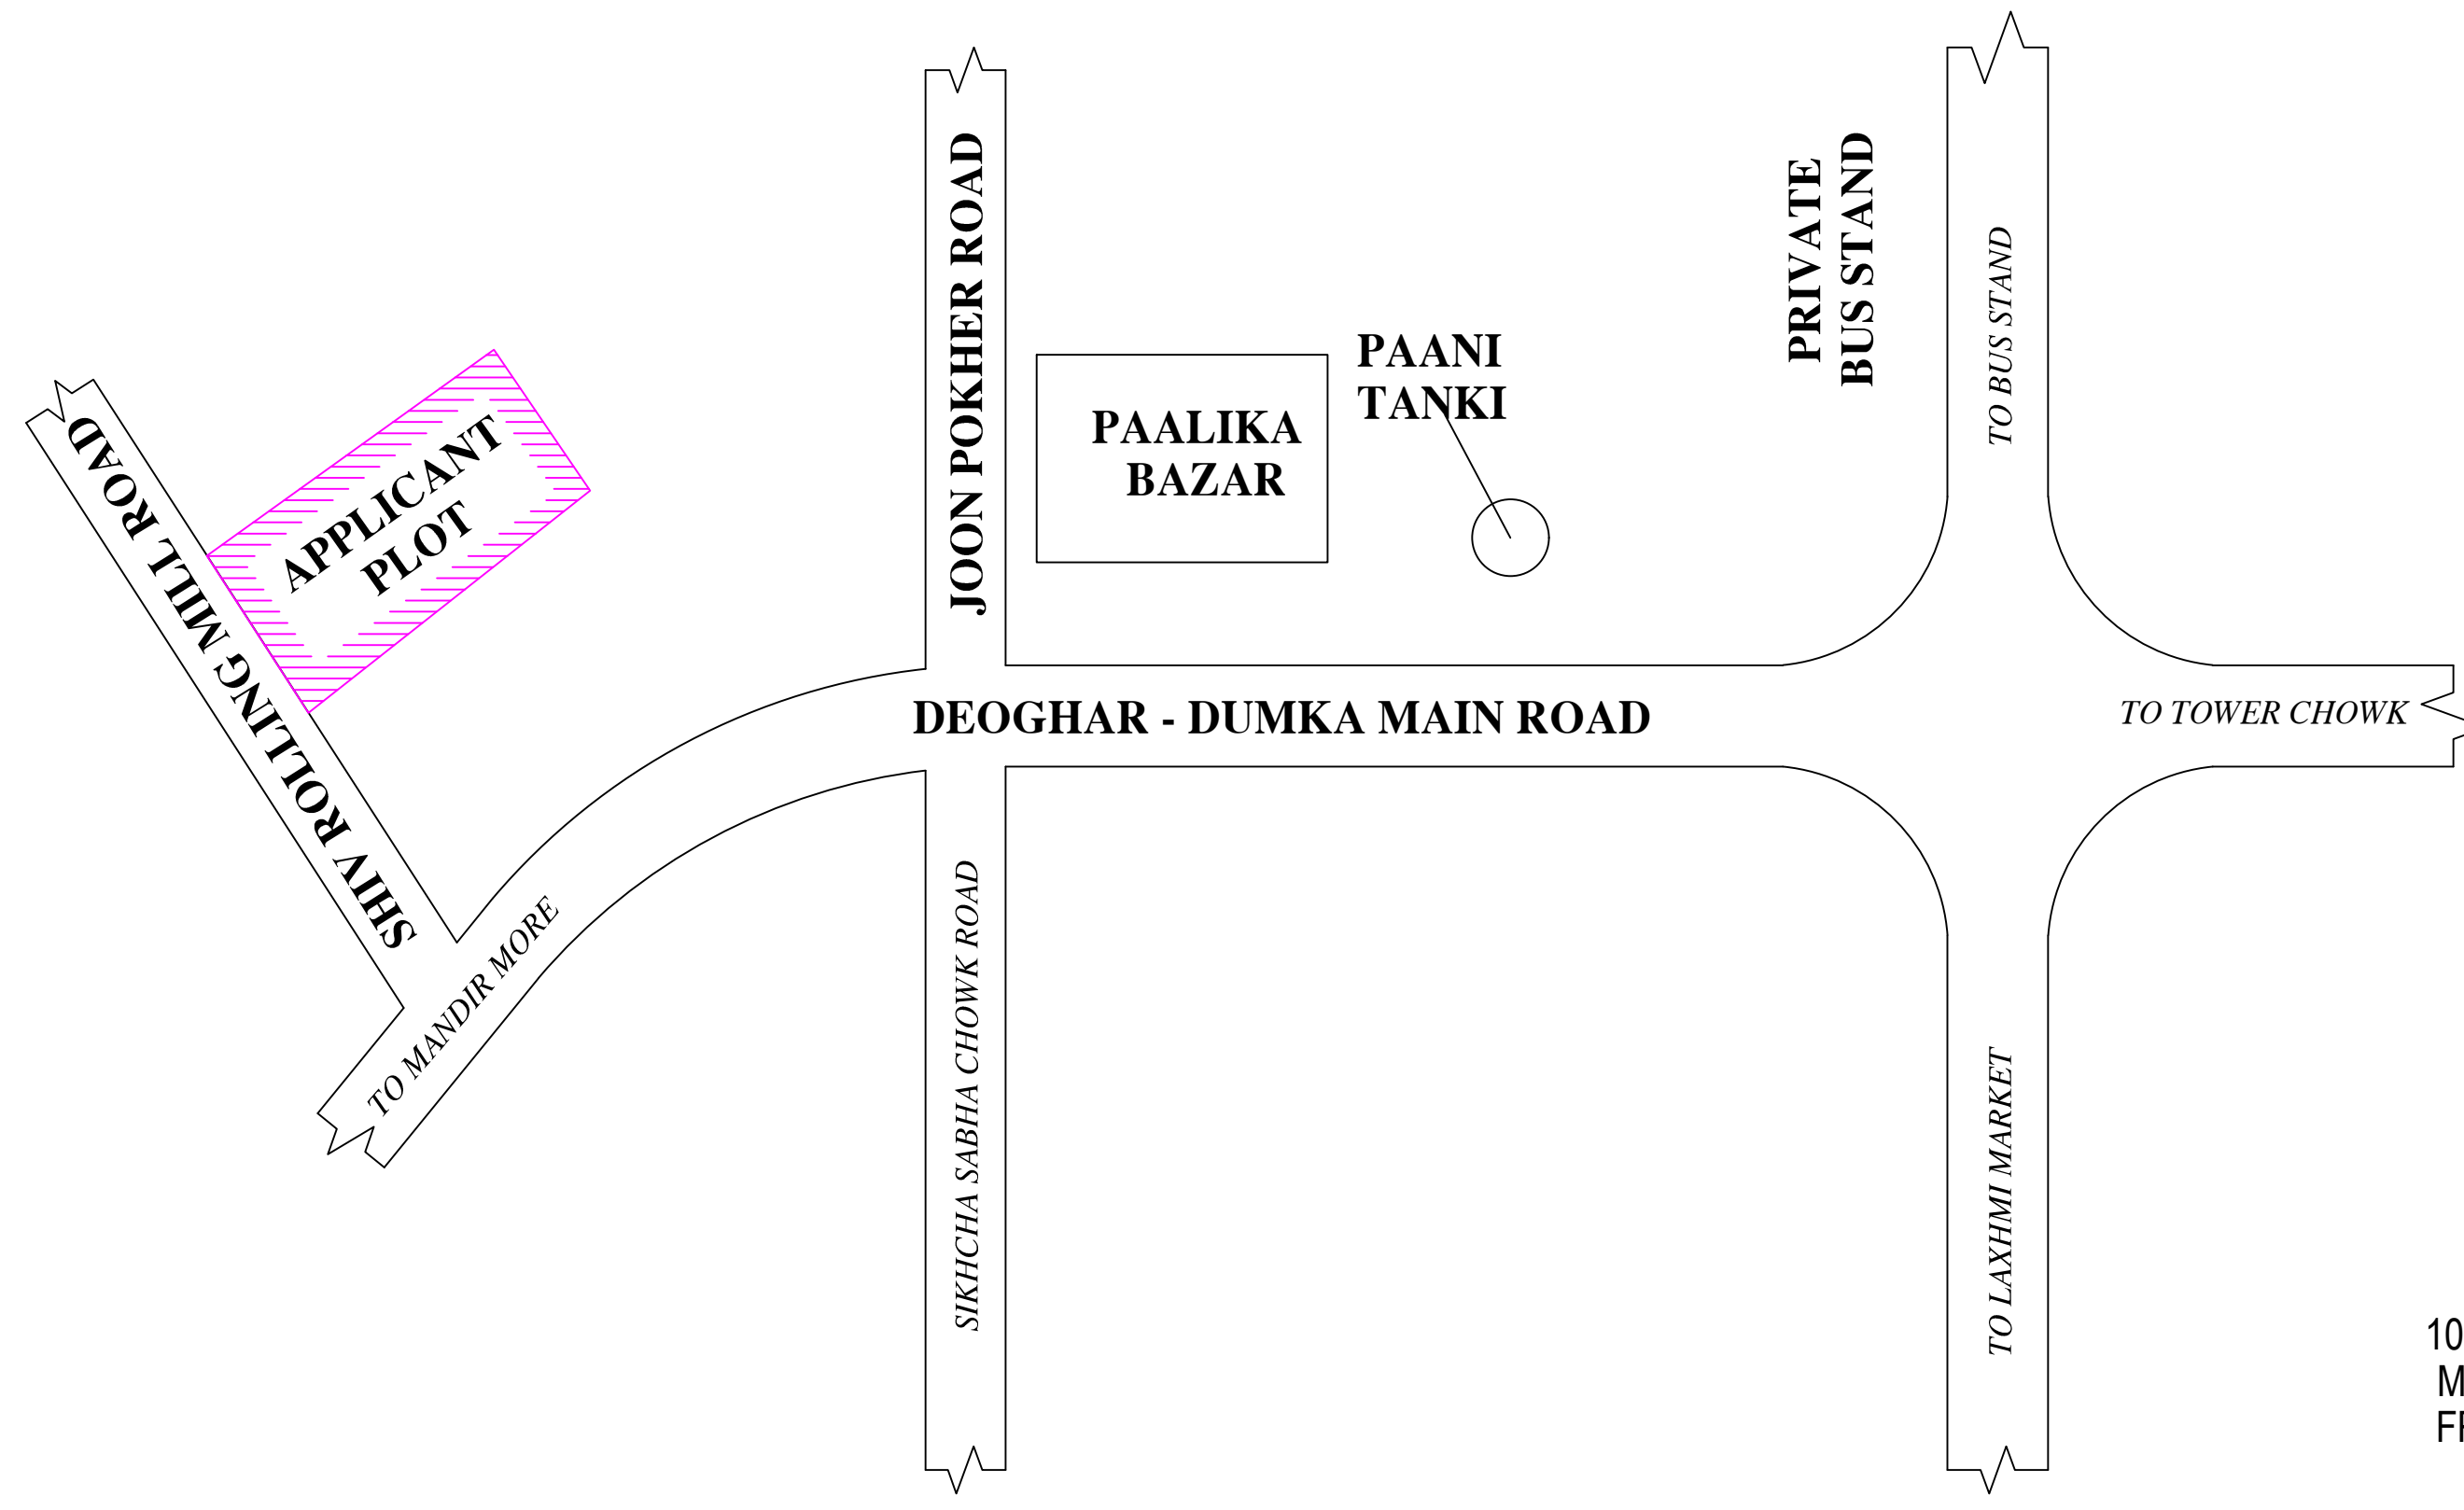 JOON POKHER ROAD
PRIVATE
BUS STAND
TO BUS STAND
PAANI
TANKI
PAALIKA
BAZAR
APPLICANT
PLOT
SHIV ROLLING MILL ROAD
DEOGHAR - DUMKA MAIN ROAD
TO TOWER CHOWK
TO MANDIR MORE
SIKHCHA SABHA CHOWK ROAD
TO LAXHMI MARKET
10